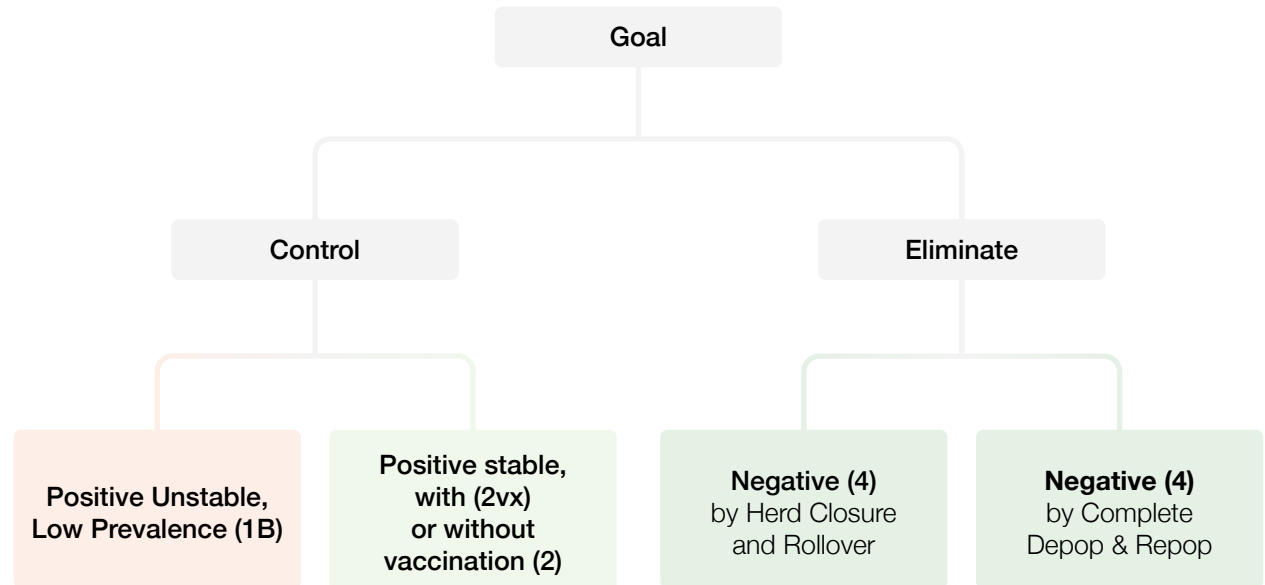 Goal
Control
Eliminate
Positive Unstable,
Low Prevalence (1B)
Positive stable,
with (2vx)
or without
vaccination (2)
Negative (4)
by Herd Closure
and Rollover
Negative (4)
by Complete
Depop & Repop